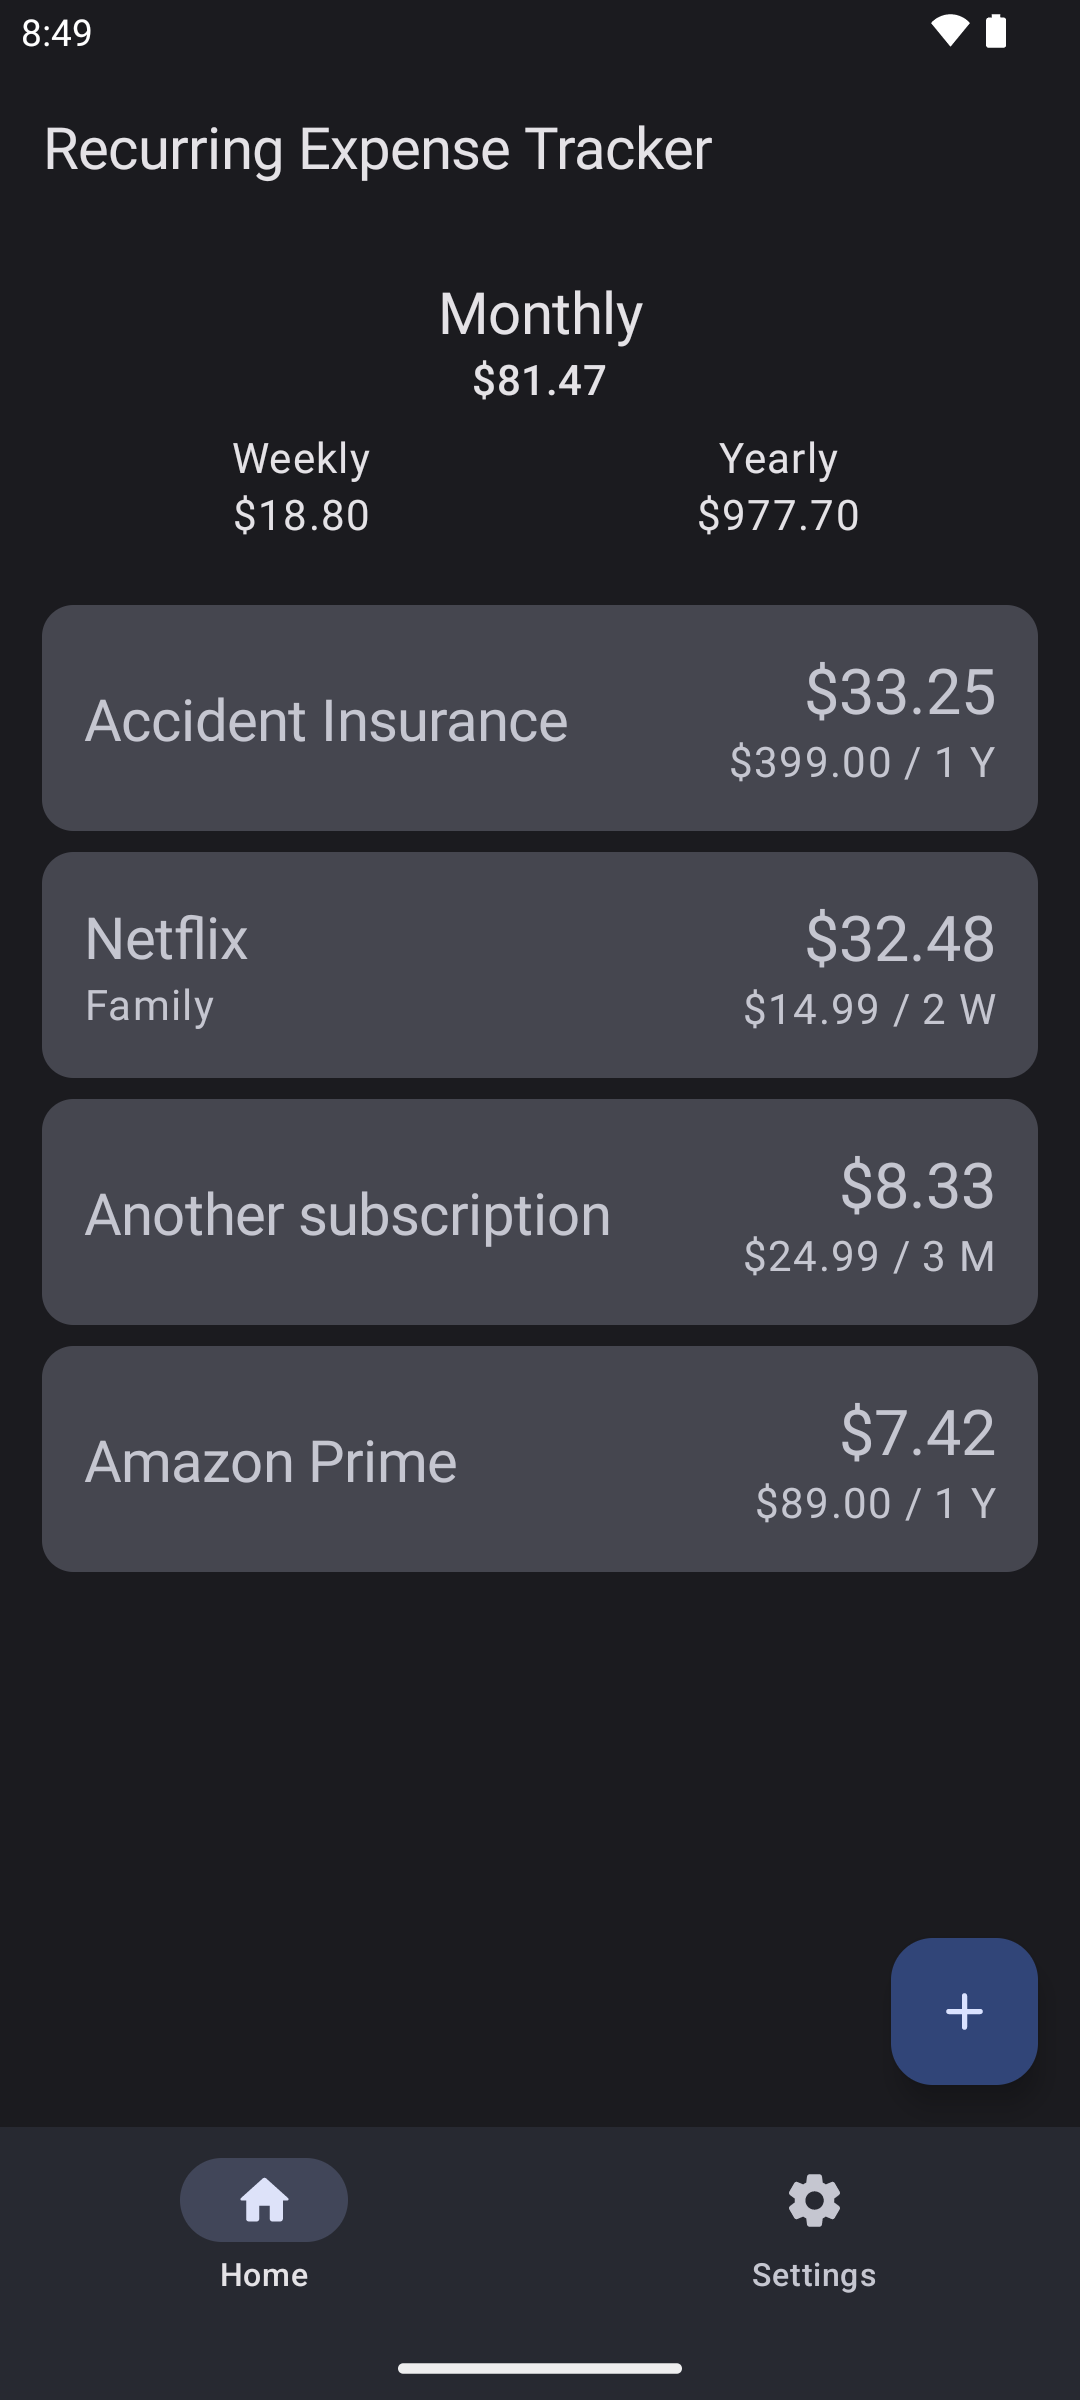 8:49
Recurring Expense Tracker
Monthly
$81.47
Weekly
$18.80
Yearly
$977.70
Accident Insurance
$33.25
$399.00 / 1 Y
Netflix
Family
$32.48
$14.99 / 2 W
Another subscription
$8.33
$24.99 / 3 M
Amazon Prime
$7.42
$89.00 / 1 Y
Home
Settings